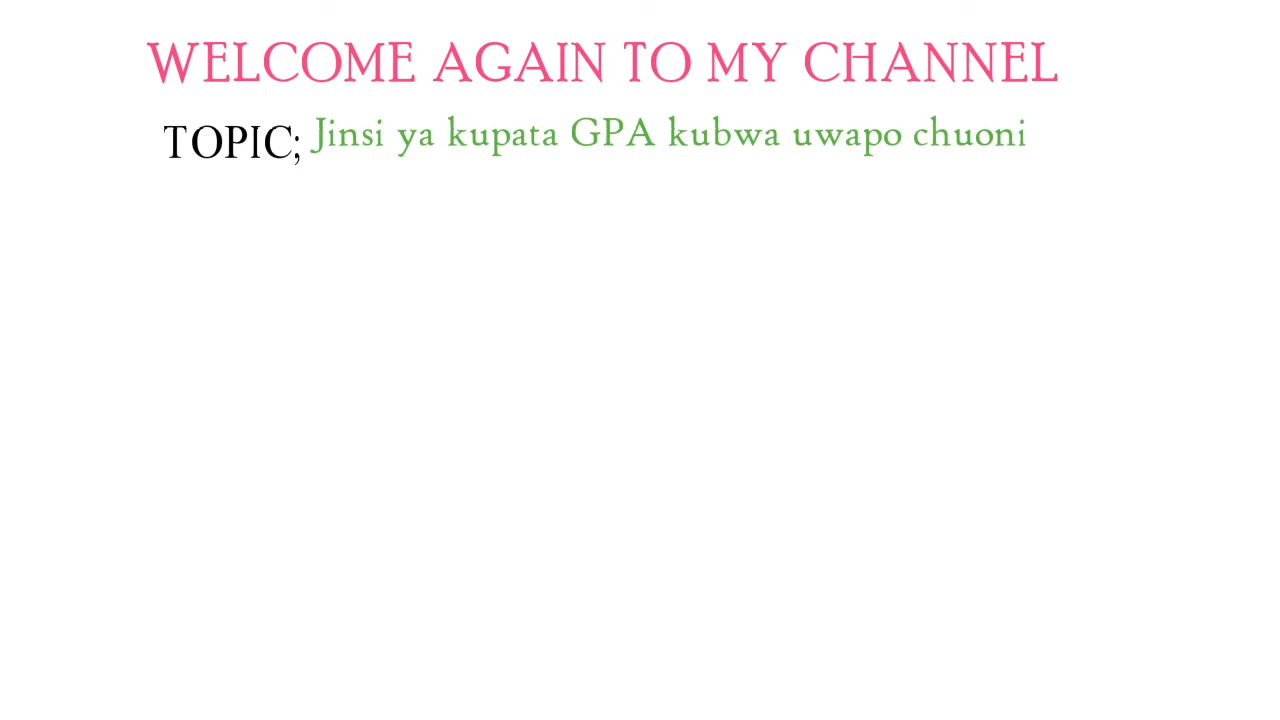 WELCOME AGAIN TO MY CHANNEL
TOPIC; Jinsi ya kupata GPA kubwa uwapo chuoni